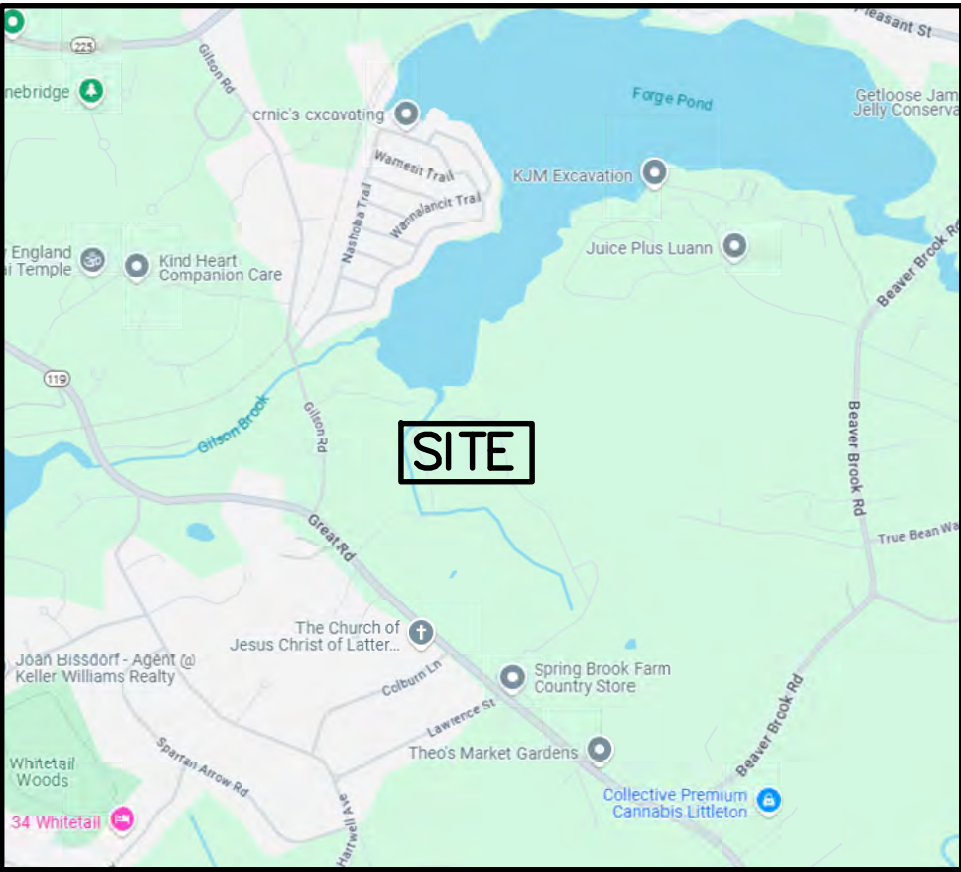 Pleasant St
225
Gilson Rd
nebridge
Forge Pond
Getloose Jam
Jelly Conserva
crnic's cxcavating
Wamesit Trail
KJM Excavation
Nashoba Trail
Wannalancit Trail
England
ai Temple
Kind Heart
Companion Care
Juice Plus Luann
Beaver Brook Rd
119
Gilson Rd
Gilson Brook
SITE
Beaver Brook Rd
Great Rd
True Bean Wa
The Church of
Jesus Christ of Latter...
Joan Bissdorf - Agent @
Keller Williams Realty
Colburn Ln
Spring Brook Farm
Country Store
Lawrence St
Beaver Brook Rd
Theo's Market Gardens
Spartan Arrow Rd
Whitetail
Woods
Collective Premium
Cannabis Littleton
34 Whitetail
Hartwell Ave